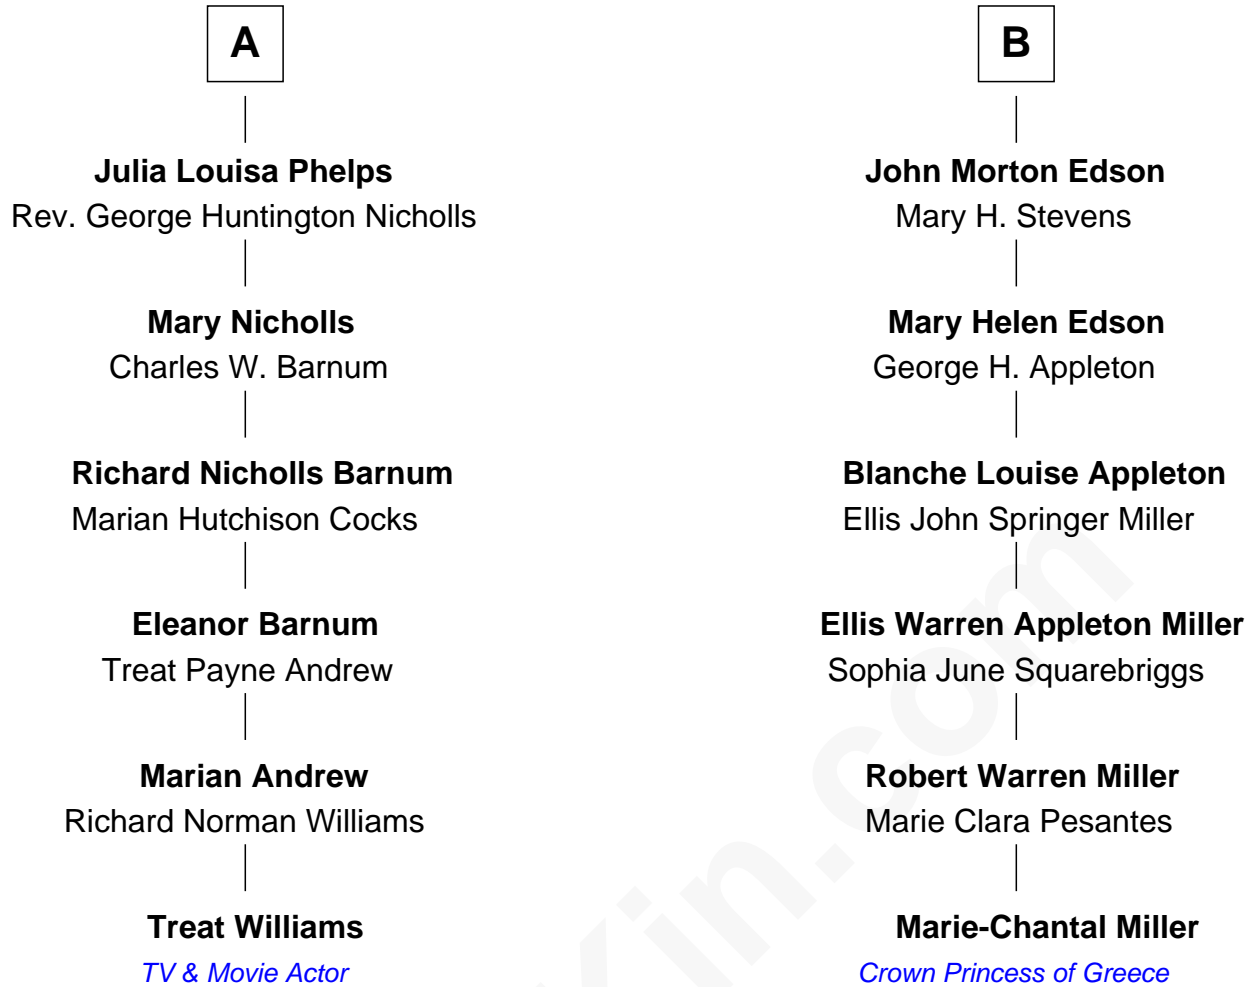 A
Julia Louisa Phelps
Rev. George Huntington Nicholls
Mary Nicholls
Charles W. Barnum
Richard Nicholls Barnum
Marian Hutchison Cocks
Eleanor Barnum
Treat Payne Andrew
Marian Andrew
Richard Norman Williams
Treat Williams
TV & Movie Actor
B
John Morton Edson
Mary H. Stevens
Mary Helen Edson
George H. Appleton
Blanche Louise Appleton
Ellis John Springer Miller
Ellis Warren Appleton Miller
Sophia June Squarebriggs
Robert Warren Miller
Marie Clara Pesantes
Marie-Chantal Miller
Crown Princess of Greece
Kin.com